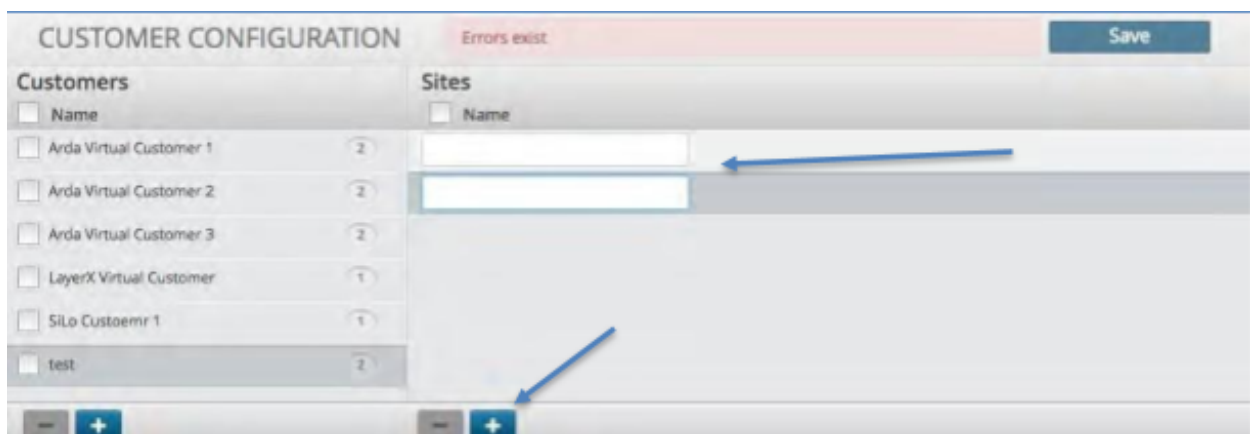 CUSTOMER CONFIGURATION Errors exist Save
Customers Sites
Name Name
Arda Virtual Customer 1 2
Arda Virtual Customer 2 2
Arda Virtual Customer 3 2
LayerX Virtual Customer 1
SiLo Custoemr 1 1
test 2
− + − +